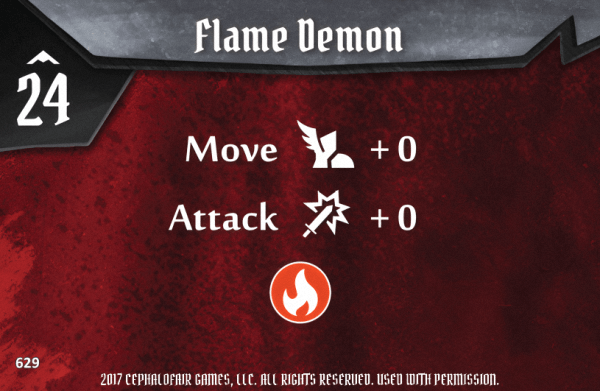 Flame Demon
24
Move + 0
Attack + 0
629
2017 CEPHALOFAIR GAMES, LLC. ALL RIGHTS RESERVED. USED WITH PERMISSION.